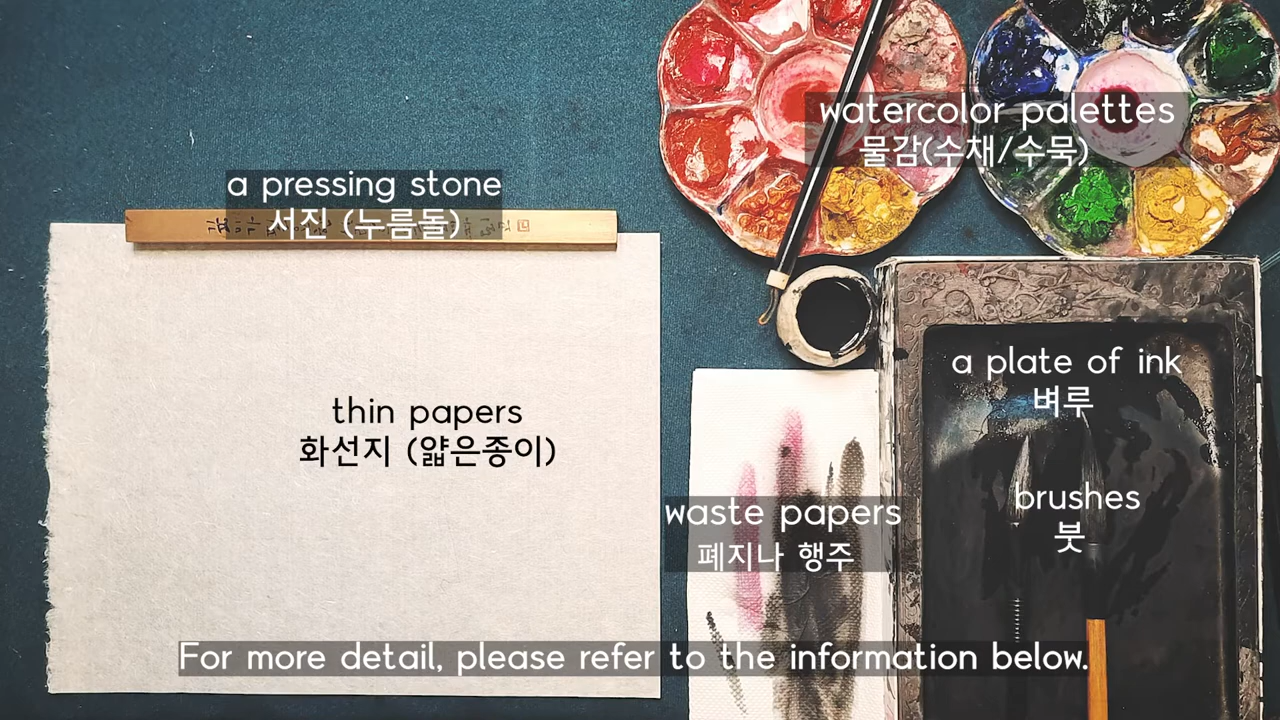 watercolor palettes
물감(수채/수묵)
a pressing stone
서진 (누름돌)
a plate of ink
벼루
thin papers
화선지 (얇은종이)
brushes
붓
waste papers
폐지나 행주
For more detail, please refer to the information below.